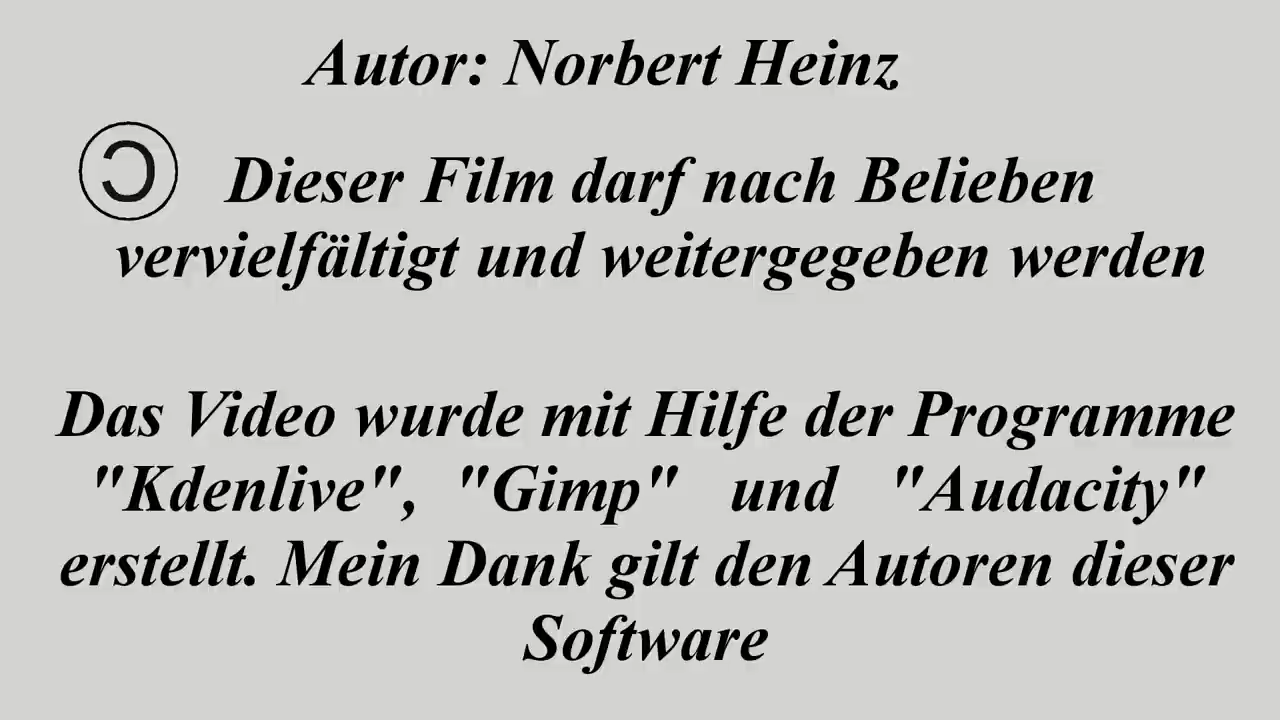 Autor: Norbert Heinz
Dieser Film darf nach Belieben
vervielfältigt und weitergegeben werden
Das Video wurde mit Hilfe der Programme
"Kdenlive", "Gimp" und "Audacity"
erstellt. Mein Dank gilt den Autoren dieser
Software